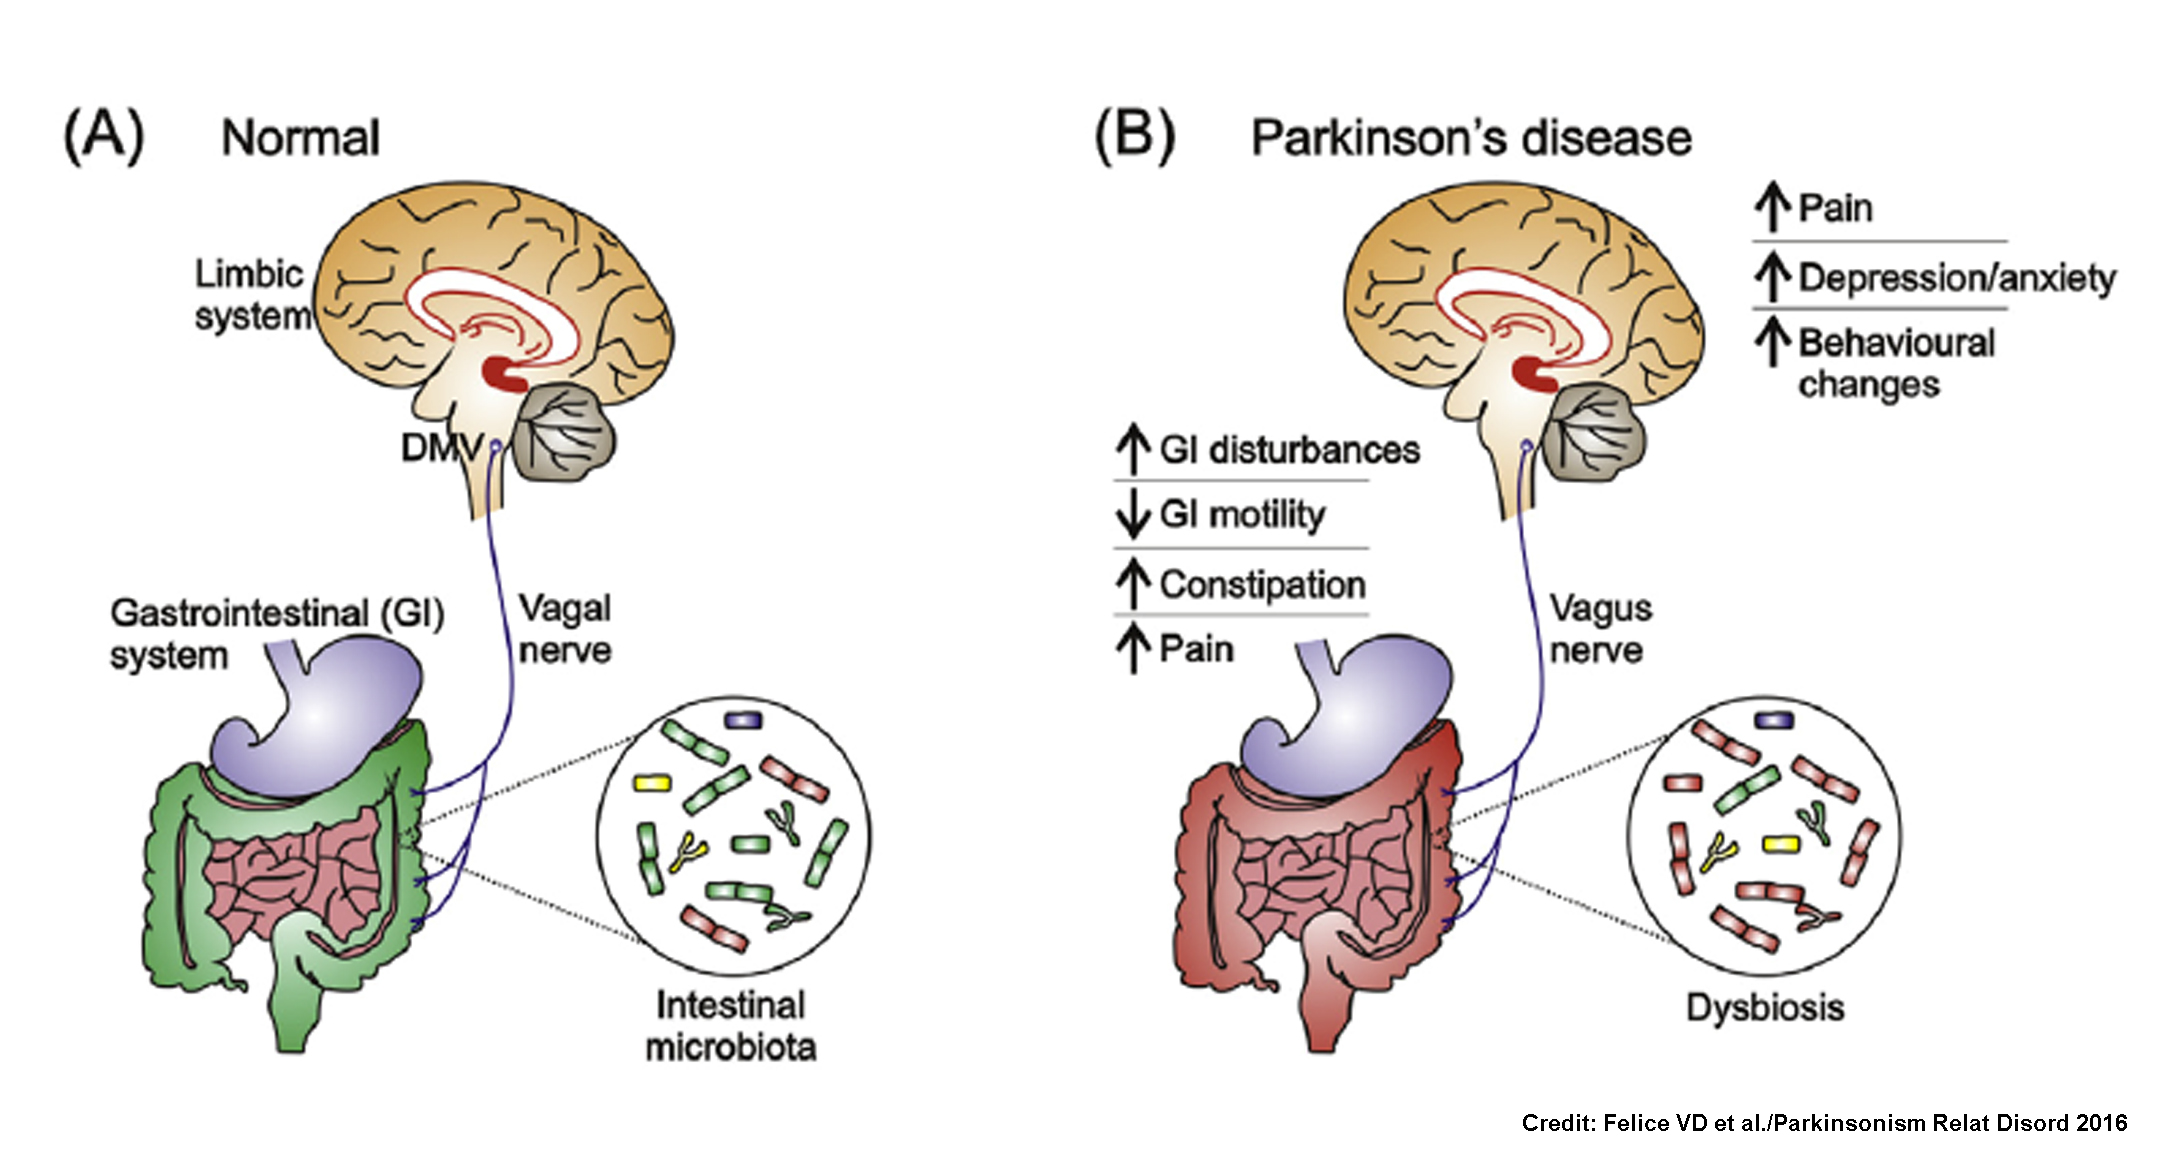 (A) Normal
Limbic
system
DMV
Gastrointestinal (GI)
system
Vagal
nerve
Intestinal
microbiota
(B) Parkinson's disease
↑ Pain
↑ Depression/anxiety
↑ Behavioural
changes
↑ GI disturbances
↓ GI motility
↑ Constipation
↑ Pain
Vagus
nerve
Dysbiosis
Credit: Felice VD et al./Parkinsonism Relat Disord 2016